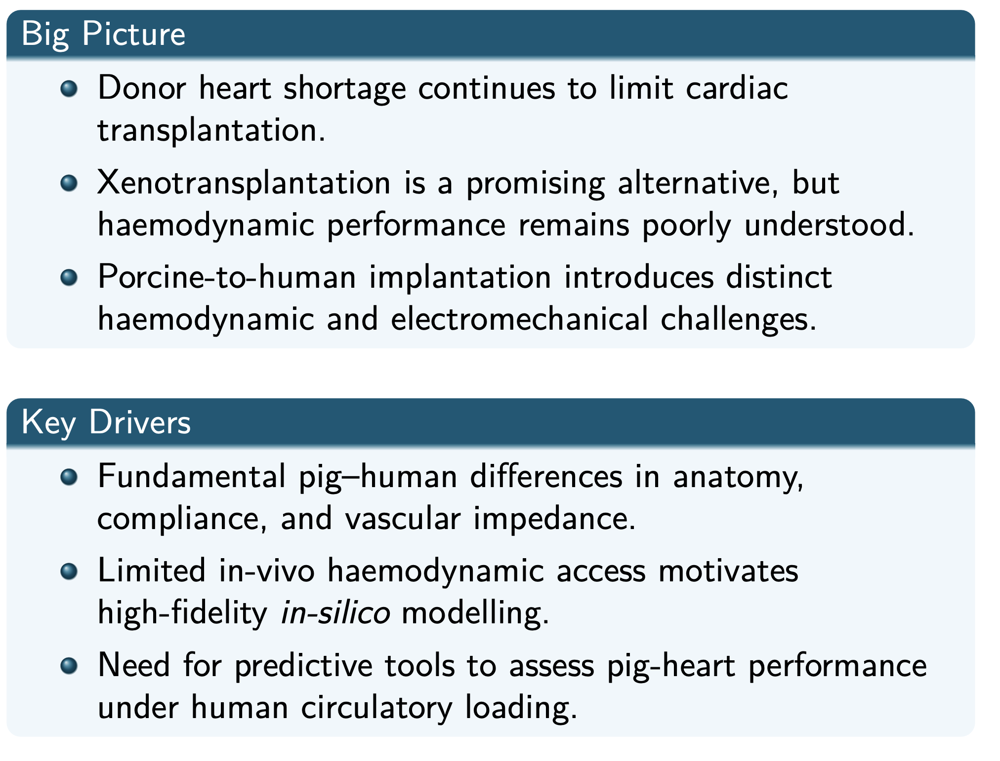 Big Picture
Donor heart shortage continues to limit cardiac
transplantation.
Xenotransplantation is a promising alternative, but
haemodynamic performance remains poorly understood.
Porcine-to-human implantation introduces distinct
haemodynamic and electromechanical challenges.
Key Drivers
Fundamental pig–human differences in anatomy,
compliance, and vascular impedance.
Limited in-vivo haemodynamic access motivates
high-fidelity in-silico modelling.
Need for predictive tools to assess pig-heart performance
under human circulatory loading.